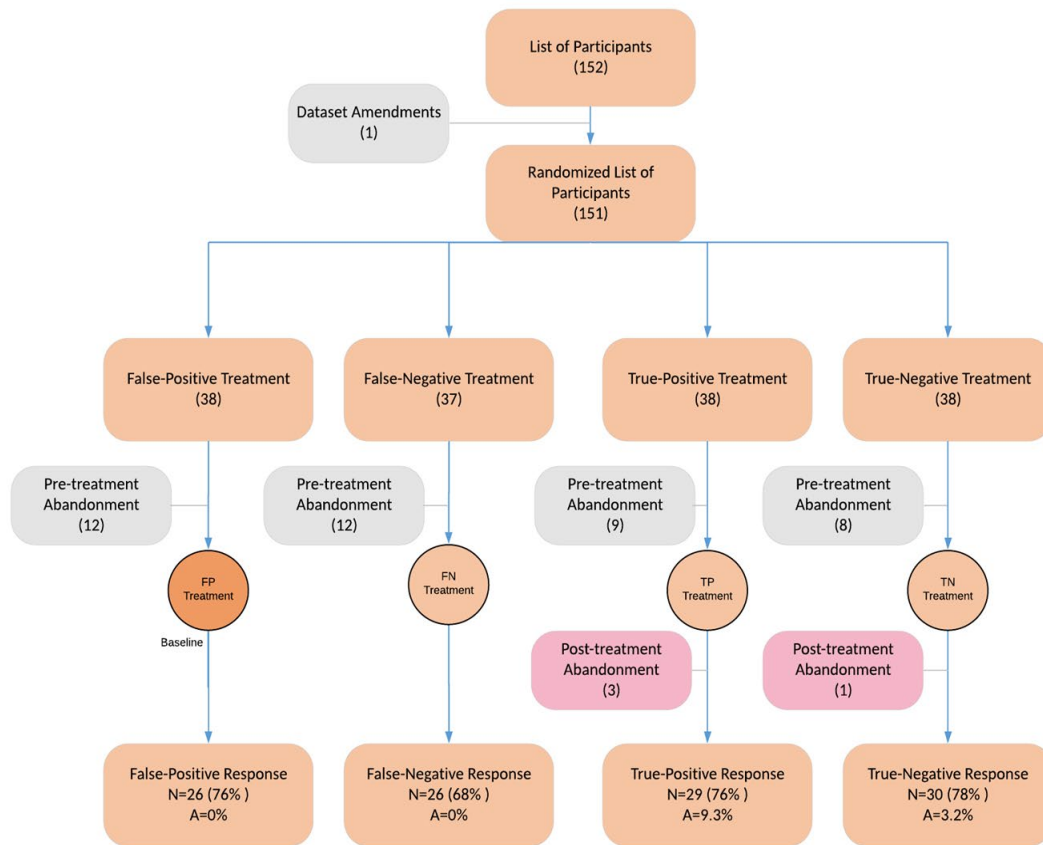 List of Participants
(152)
Dataset Amendments
(1)
Randomized List of
Participants
(151)
False-Positive Treatment
(38)
False-Negative Treatment
(37)
True-Positive Treatment
(38)
True-Negative Treatment
(38)
Pre-treatment
Abandonment
(12)
Pre-treatment
Abandonment
(12)
Pre-treatment
Abandonment
(9)
Pre-treatment
Abandonment
(8)
FP
Treatment
FN
Treatment
TP
Treatment
TN
Treatment
Baseline
Post-treatment
Abandonment
(3)
Post-treatment
Abandonment
(1)
False-Positive Response
N=26 (76% )
A=0%
False-Negative Response
N=26 (68% )
A=0%
True-Positive Response
N=29 (76% )
A=9.3%
True-Negative Response
N=30 (78% )
A=3.2%